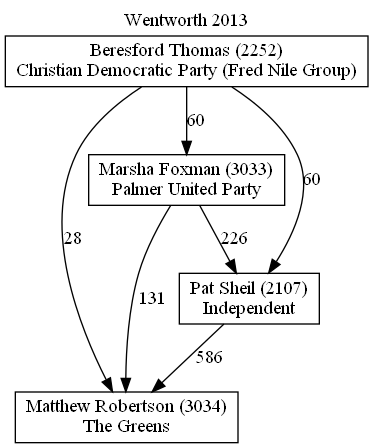 Wentworth 2013
Beresford Thomas (2252)
Christian Democratic Party (Fred Nile Group)
60
Marsha Foxman (3033)
Palmer United Party
60
28
131
226
Pat Sheil (2107)
Independent
586
Matthew Robertson (3034)
The Greens